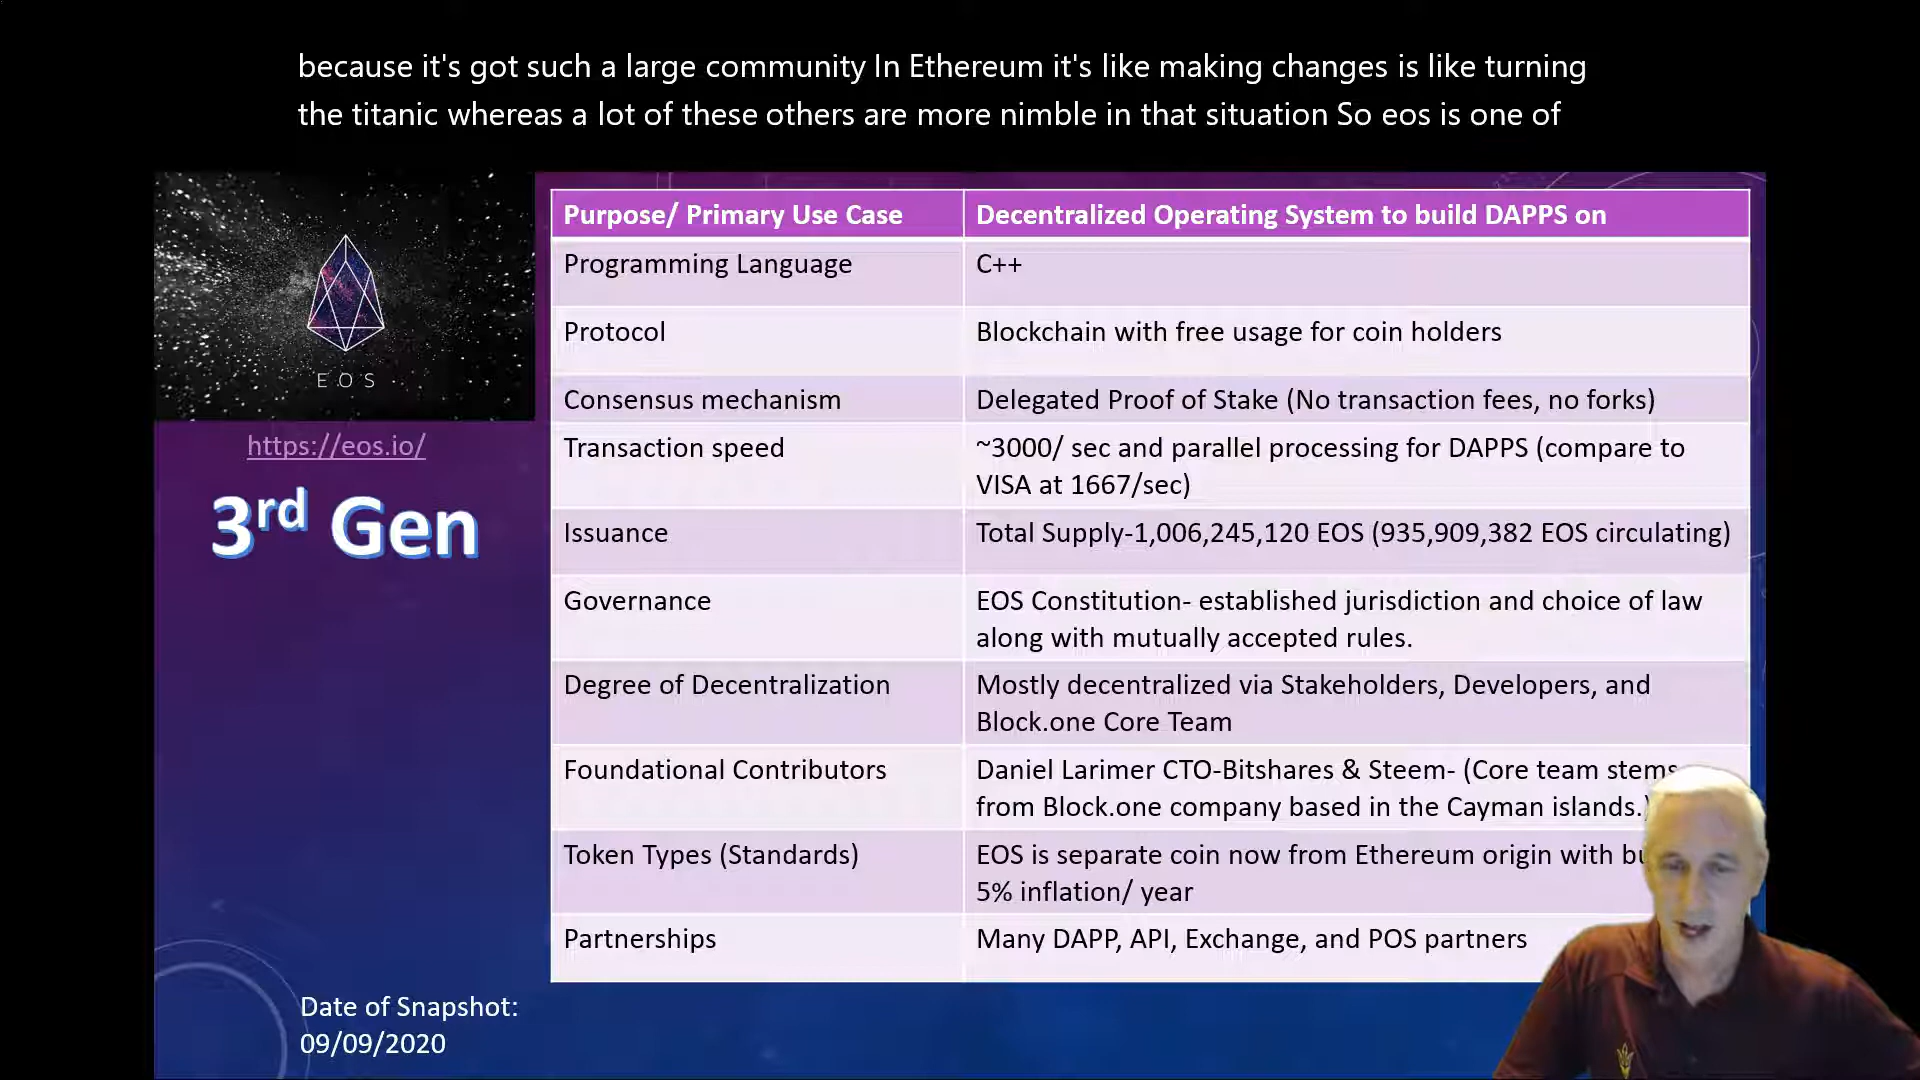 because it's got such a large community In Ethereum it's like making changes is like turning
the titanic whereas a lot of these others are more nimble in that situation So eos is one of
EOS
https://eos.io/
3rd Gen
Purpose/ Primary Use Case
Decentralized Operating System to build DAPPS on
Programming Language
C++
Protocol
Blockchain with free usage for coin holders
Consensus mechanism
Delegated Proof of Stake (No transaction fees, no forks)
Transaction speed
~3000/ sec and parallel processing for DAPPS (compare to
VISA at 1667/sec)
Issuance
Total Supply-1,006,245,120 EOS (935,909,382 EOS circulating)
Governance
EOS Constitution- established jurisdiction and choice of law
along with mutually accepted rules.
Degree of Decentralization
Mostly decentralized via Stakeholders, Developers, and
Block.one Core Team
Foundational Contributors
Daniel Larimer CTO-Bitshares & Steem- (Core team stems
from Block.one company based in the Cayman islands.)
Token Types (Standards)
EOS is separate coin now from Ethereum origin with
5% inflation/ year
Partnerships
Many DAPP, API, Exchange, and POS partners
Date of Snapshot:
09/09/2020